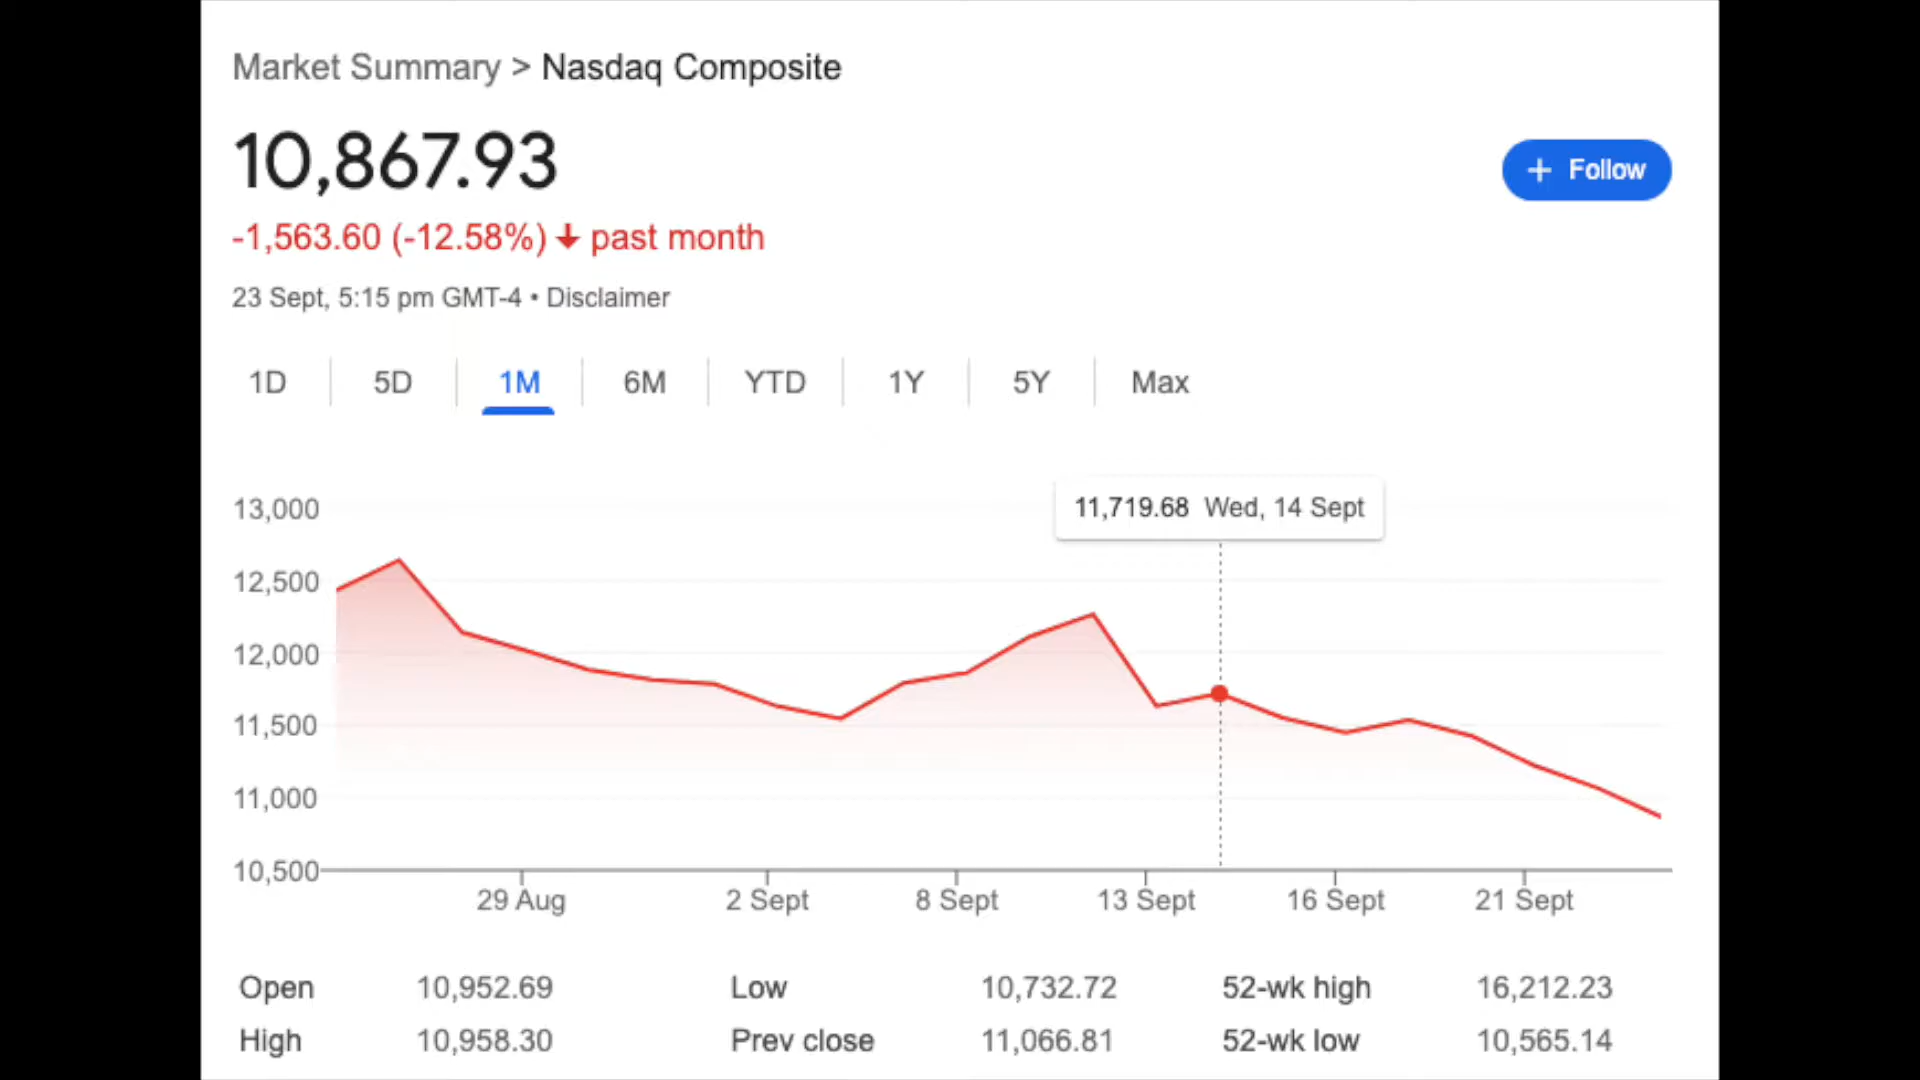 Market Summary > Nasdaq Composite
10,867.93
+ Follow
-1,563.60 (-12.58%) ↓ past month
23 Sept, 5:15 pm GMT-4 • Disclaimer
1D 5D 1M 6M YTD 1Y 5Y Max
11,719.68 Wed, 14 Sept
13,000
12,500
12,000
11,500
11,000
10,500
29 Aug 2 Sept 8 Sept 13 Sept 16 Sept 21 Sept
Open 10,952.69 Low 10,732.72 52-wk high 16,212.23
High 10,958.30 Prev close 11,066.81 52-wk low 10,565.14